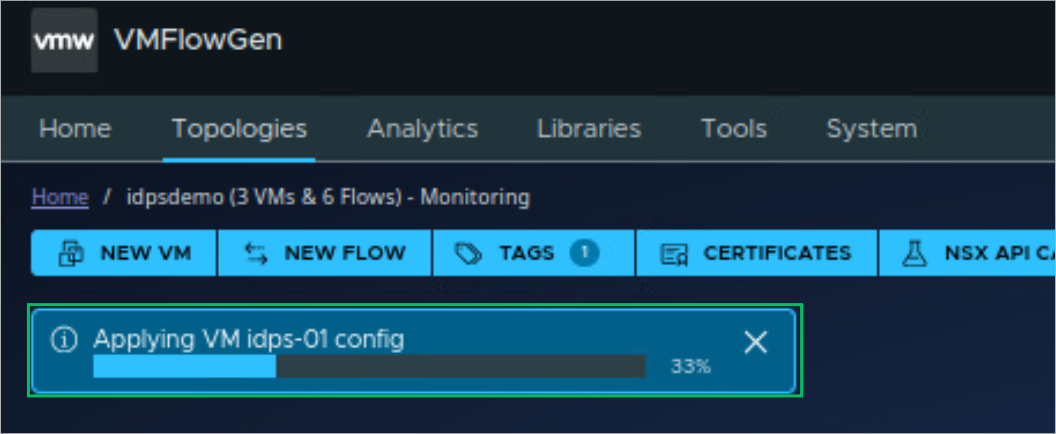 vmw VMFlowGen
Home Topologies Analytics Libraries Tools System
Home / idpsdemo (3 VMs & 6 Flows) - Monitoring
NEW VM NEW FLOW TAGS 1 CERTIFICATES NSX API
Applying VM idps-01 config
33%